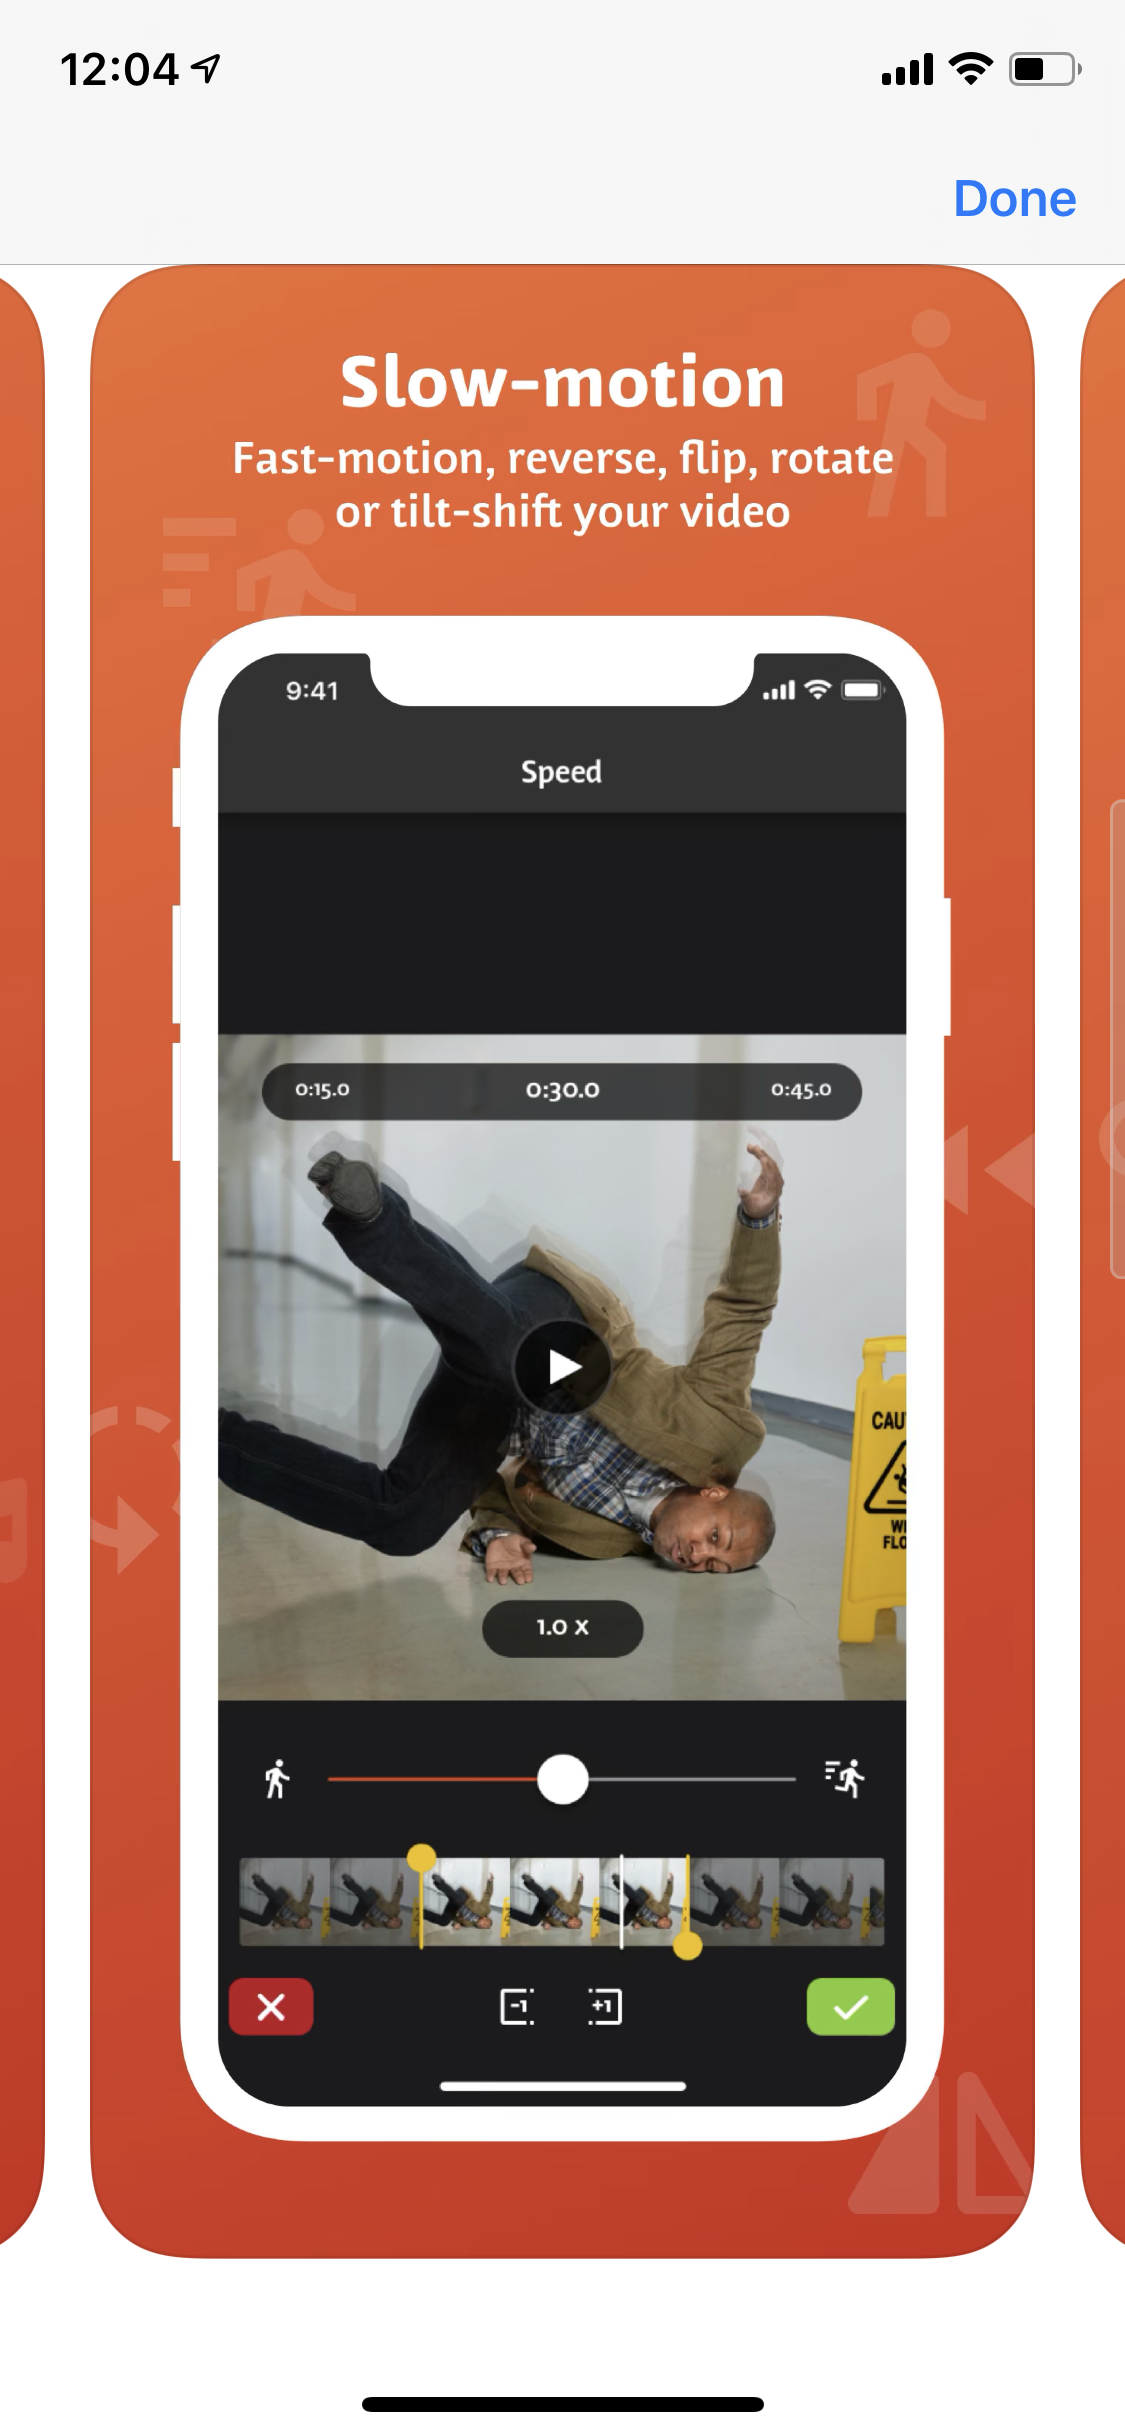 12:04
Done
Slow-motion
Fast-motion, reverse, flip, rotate
or tilt-shift your video
9:41
Speed
0:15.0 0:30.0 0:45.0
CAU
WE
FLO
1.0 X
-1 +1